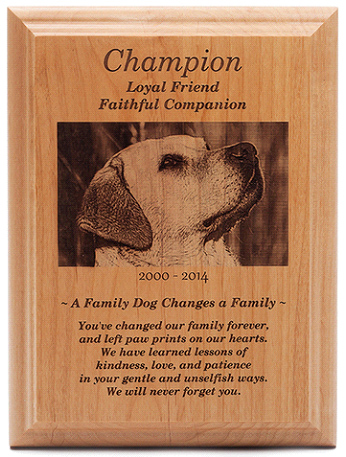 Champion
Loyal Friend
Faithful Companion
2000 - 2014
~ A Family Dog Changes a Family ~
You've changed our family forever,
and left paw prints on our hearts.
We have learned lessons of
kindness, love, and patience
in your gentle and unselfish ways.
We will never forget you.